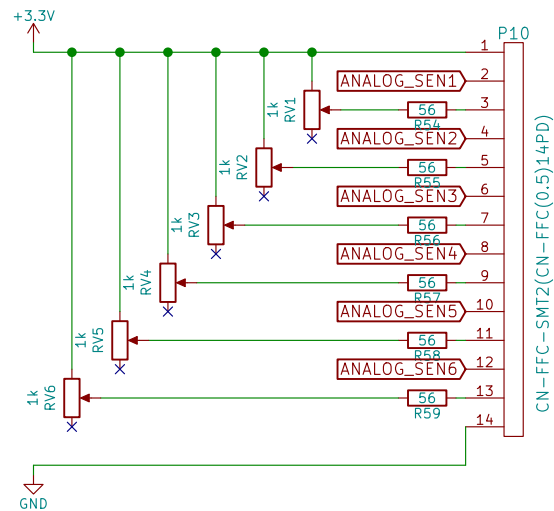 +3.3V
P10
1
ANALOG_SEN1
2
1k
RV1
56
3
R54
ANALOG_SEN2
4
1k
RV2
56
5
R55
ANALOG_SEN3
6
1k
RV3
56
7
R56
ANALOG_SEN4
8
1k
RV4
56
9
R57
ANALOG_SEN5
10
1k
RV5
56
11
R58
ANALOG_SEN6
12
1k
RV6
56
13
R59
14
CN-FFC-SMT2(CN-FFC(0.5)14PD)
GND